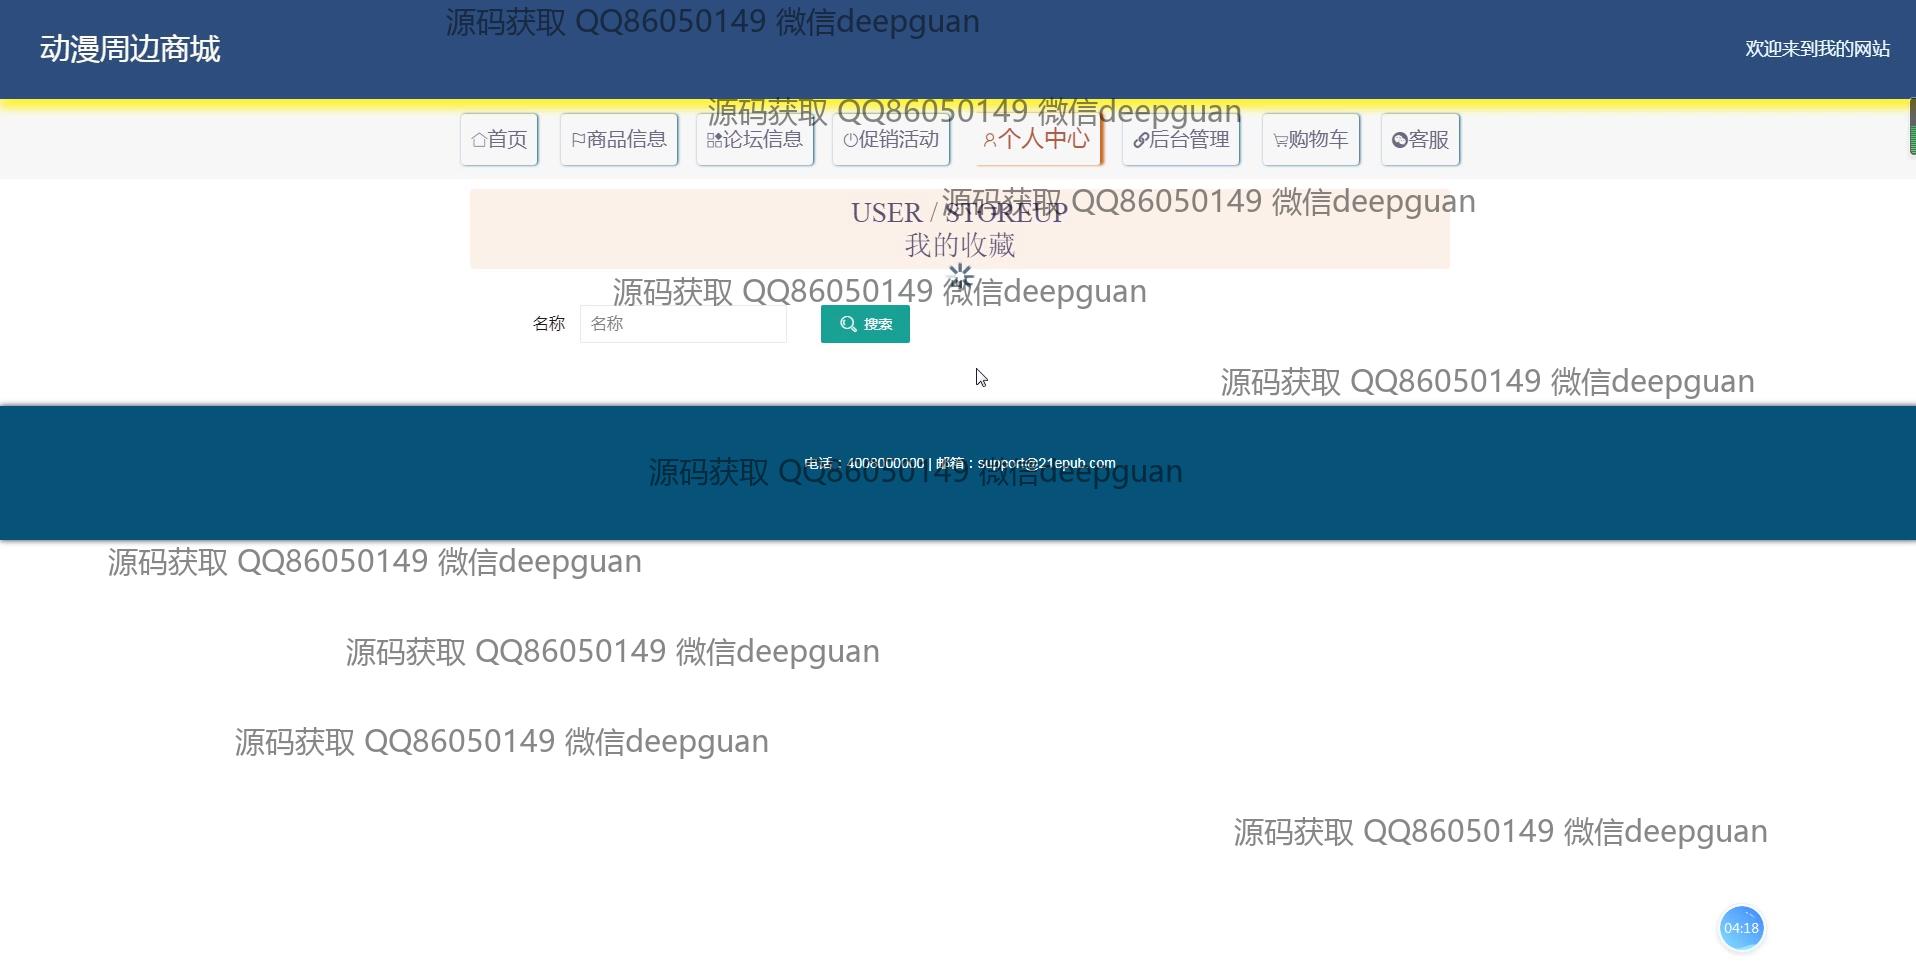 源码获取 QQ86050149 微信deepguan
动漫周边商城
欢迎来到我的网站
源码获取 QQ86050149 微信deepguan
首页 商品信息 论坛信息 促销活动 个人中心 后台管理 购物车 客服
源码获取 QQ86050149 微信deepguan
USER / STOREUP
我的收藏
源码获取 QQ86050149 微信deepguan
名称 名称 搜索
源码获取 QQ86050149 微信deepguan
电话：4008000000 | 邮箱：support@21epub.com
源码获取 QQ86050149 微信deepguan
源码获取 QQ86050149 微信deepguan
源码获取 QQ86050149 微信deepguan
源码获取 QQ86050149 微信deepguan
源码获取 QQ86050149 微信deepguan
04:18